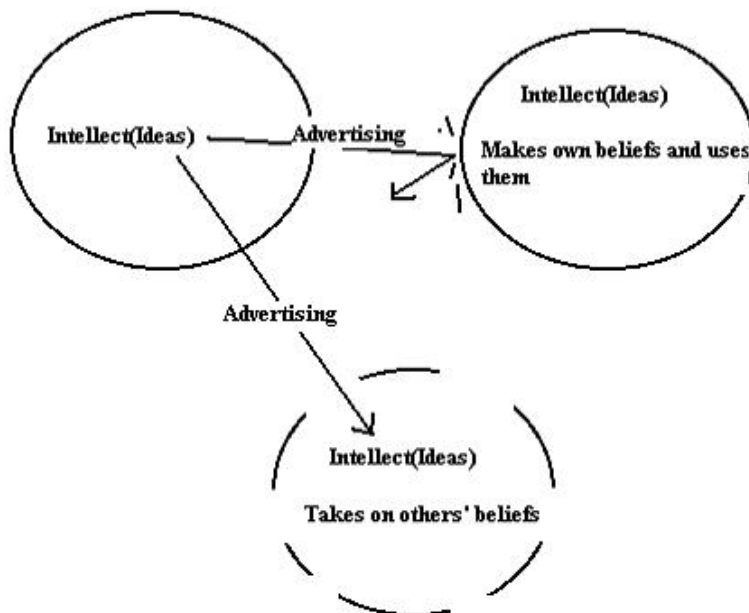 Intellect(Ideas)
Intellect(Ideas)
Advertising
Makes own beliefs and uses
them
Advertising
Intellect(Ideas)
Takes on others' beliefs